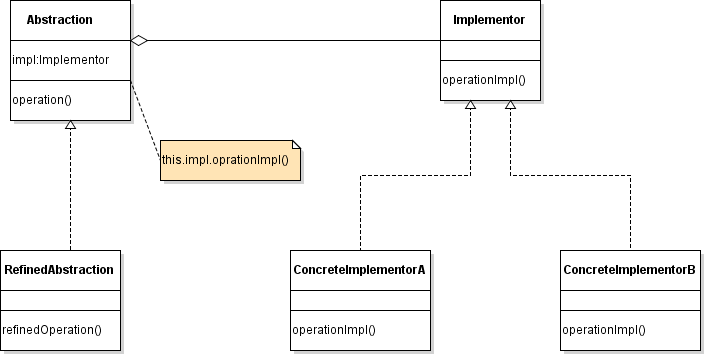 Abstraction
impl:Implementor
operation()
Implementor
operationImpl()
this.impl.oprationImpl()
RefinedAbstraction
refinedOperation()
ConcreteImplementorA
operationImpl()
ConcreteImplementorB
operationImpl()